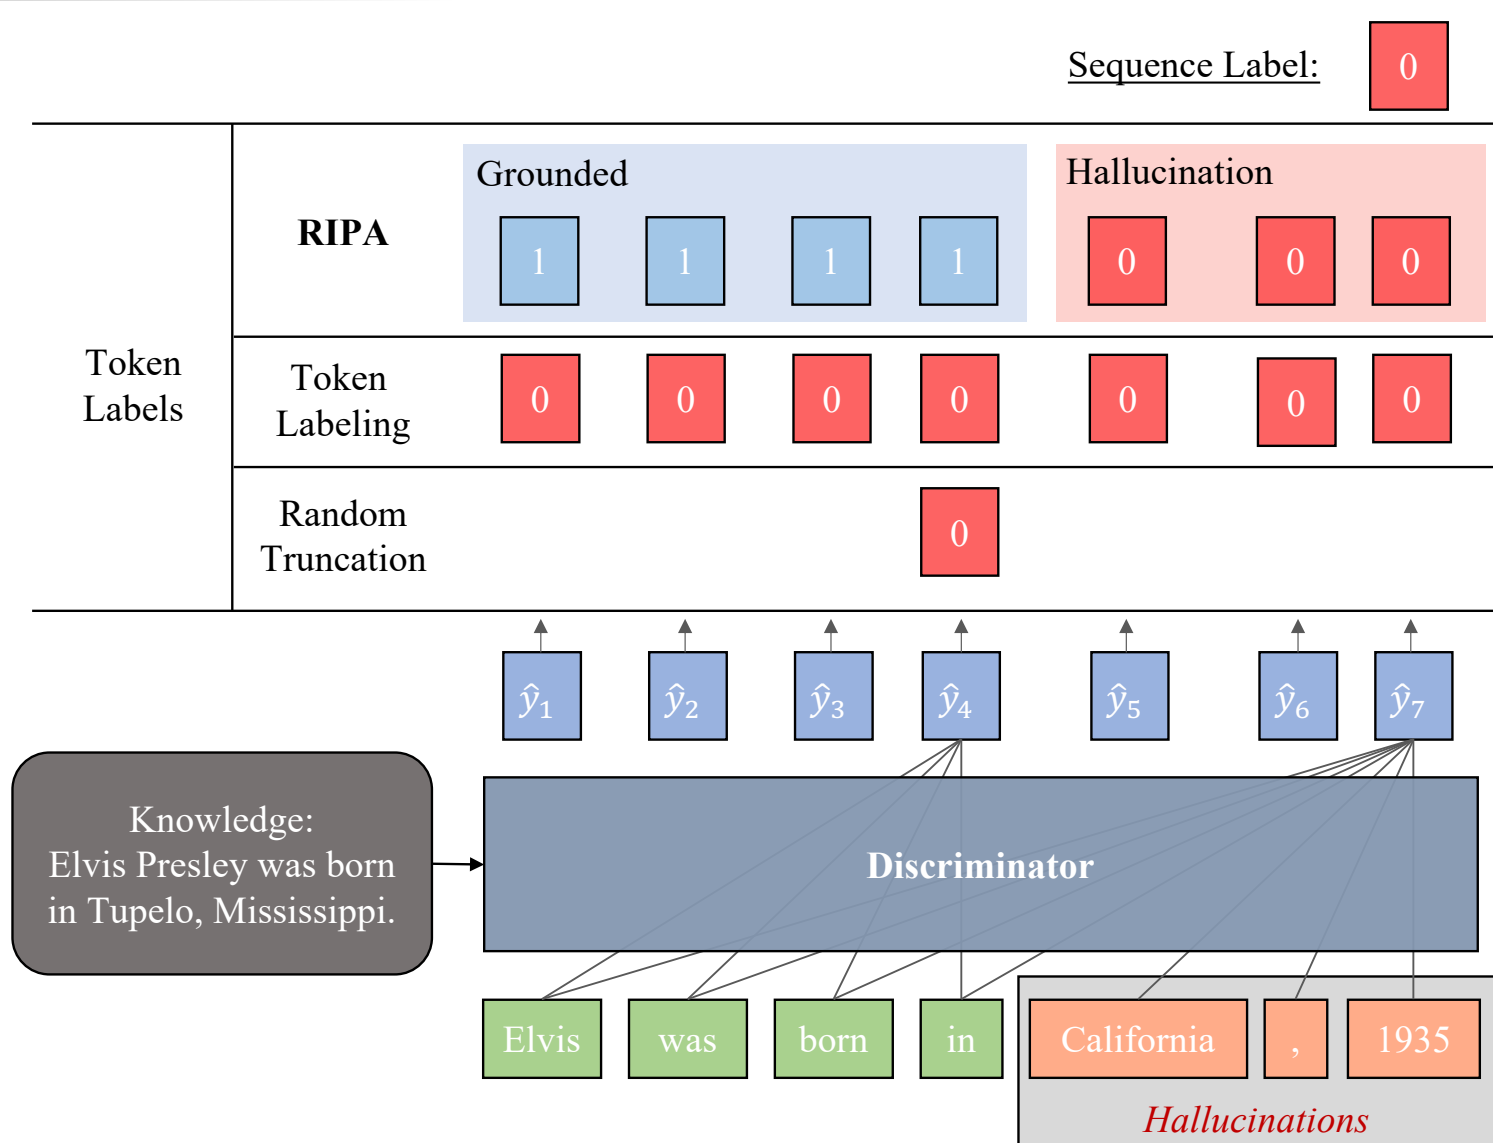 Sequence Label: 0
Grounded
Hallucination
RIPA
1 1 1 1 0 0 0
Token
Labels
Token
Labeling
0 0 0 0 0 0 0
Random
Truncation
0
ŷ₁ ŷ₂ ŷ₃ ŷ₄ ŷ₅ ŷ₆ ŷ₇
Knowledge:
Elvis Presley was born
in Tupelo, Mississippi.
Discriminator
Elvis was born in California , 1935
Hallucinations